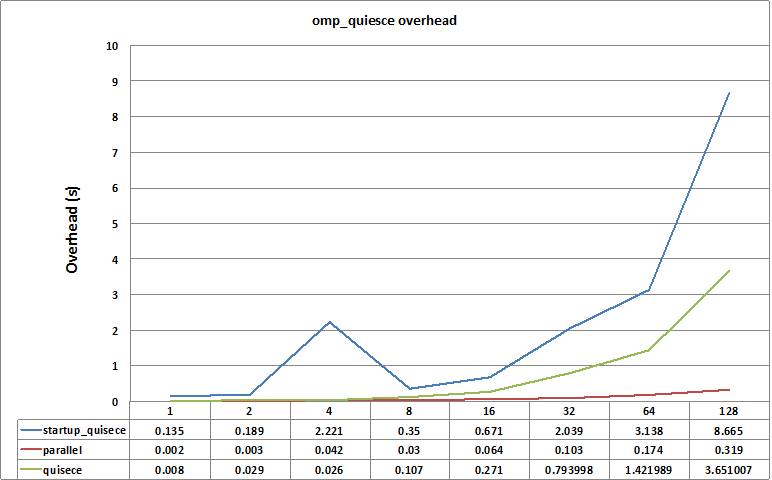 omp_quiesce overhead
10
9
8
7
6
5
4
3
2
1
0
Overhead (s)
1 2 4 8 16 32 64 128
startup_quisece 0.135 0.189 2.221 0.35 0.671 2.039 3.138 8.665
parallel 0.002 0.003 0.042 0.03 0.064 0.103 0.174 0.319
quisece 0.008 0.029 0.026 0.107 0.271 0.793998 1.421989 3.651007